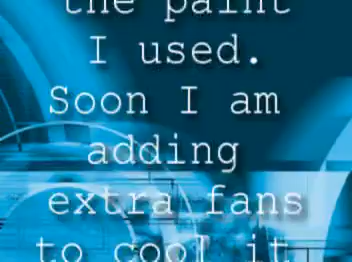 the paint
I used.
Soon I am
adding
extra fans
to cool it